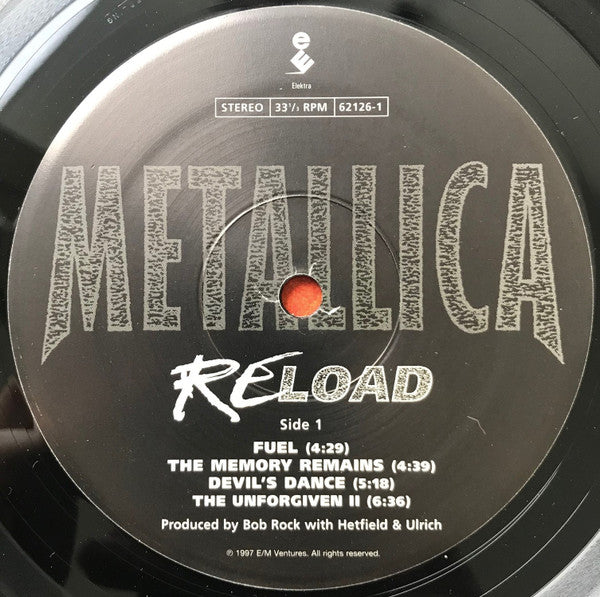 Elektra
STEREO 33⅓ RPM 62126-1
METALLICA
RELOAD
Side 1
FUEL (4:29)
THE MEMORY REMAINS (4:39)
DEVIL'S DANCE (5:18)
THE UNFORGIVEN II (6:36)
Produced by Bob Rock with Hetfield & Ulrich
℗ 1997 E/M Ventures. All rights reserved.